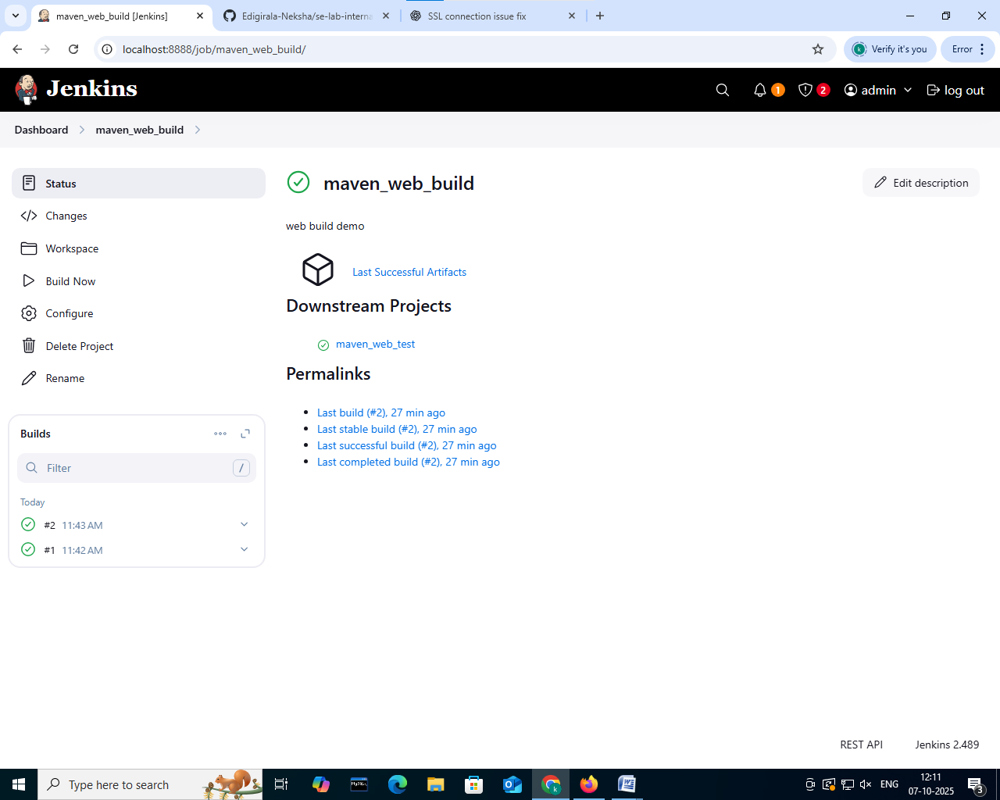 maven_web_build [Jenkins]
Edigirala-Neksha/se-lab-interna
SSL connection issue fix
localhost:8888/job/maven_web_build/
Verify it's you
Error
Jenkins
1
2
admin
log out
Dashboard
maven_web_build
Status
Changes
Workspace
Build Now
Configure
Delete Project
Rename
Builds
Filter
/
Today
#2 11:43 AM
#1 11:42 AM
maven_web_build
Edit description
web build demo
Last Successful Artifacts
Downstream Projects
maven_web_test
Permalinks
Last build (#2), 27 min ago
Last stable build (#2), 27 min ago
Last successful build (#2), 27 min ago
Last completed build (#2), 27 min ago
REST API
Jenkins 2.489
Type here to search
MySQL
ENG
12:11
07-10-2025
3